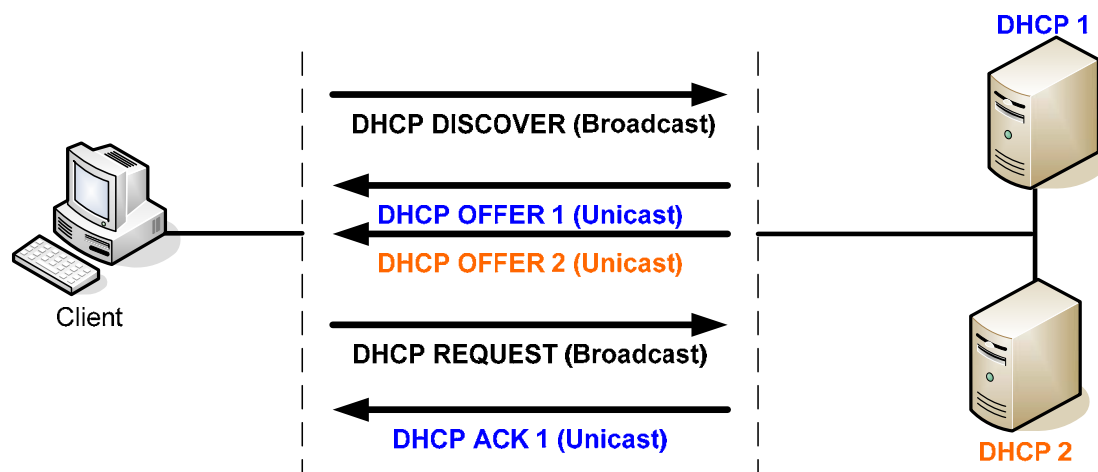 DHCP 1
DHCP DISCOVER (Broadcast)
DHCP OFFER 1 (Unicast)
DHCP OFFER 2 (Unicast)
Client
DHCP REQUEST (Broadcast)
DHCP ACK 1 (Unicast)
DHCP 2